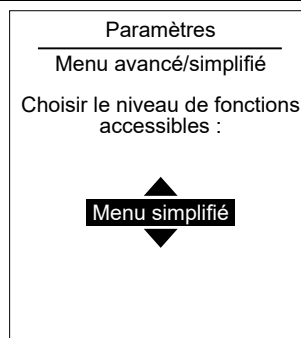 Paramètres
Menu avancé/simplifié
Choisir le niveau de fonctions
accessibles :
Menu simplifié